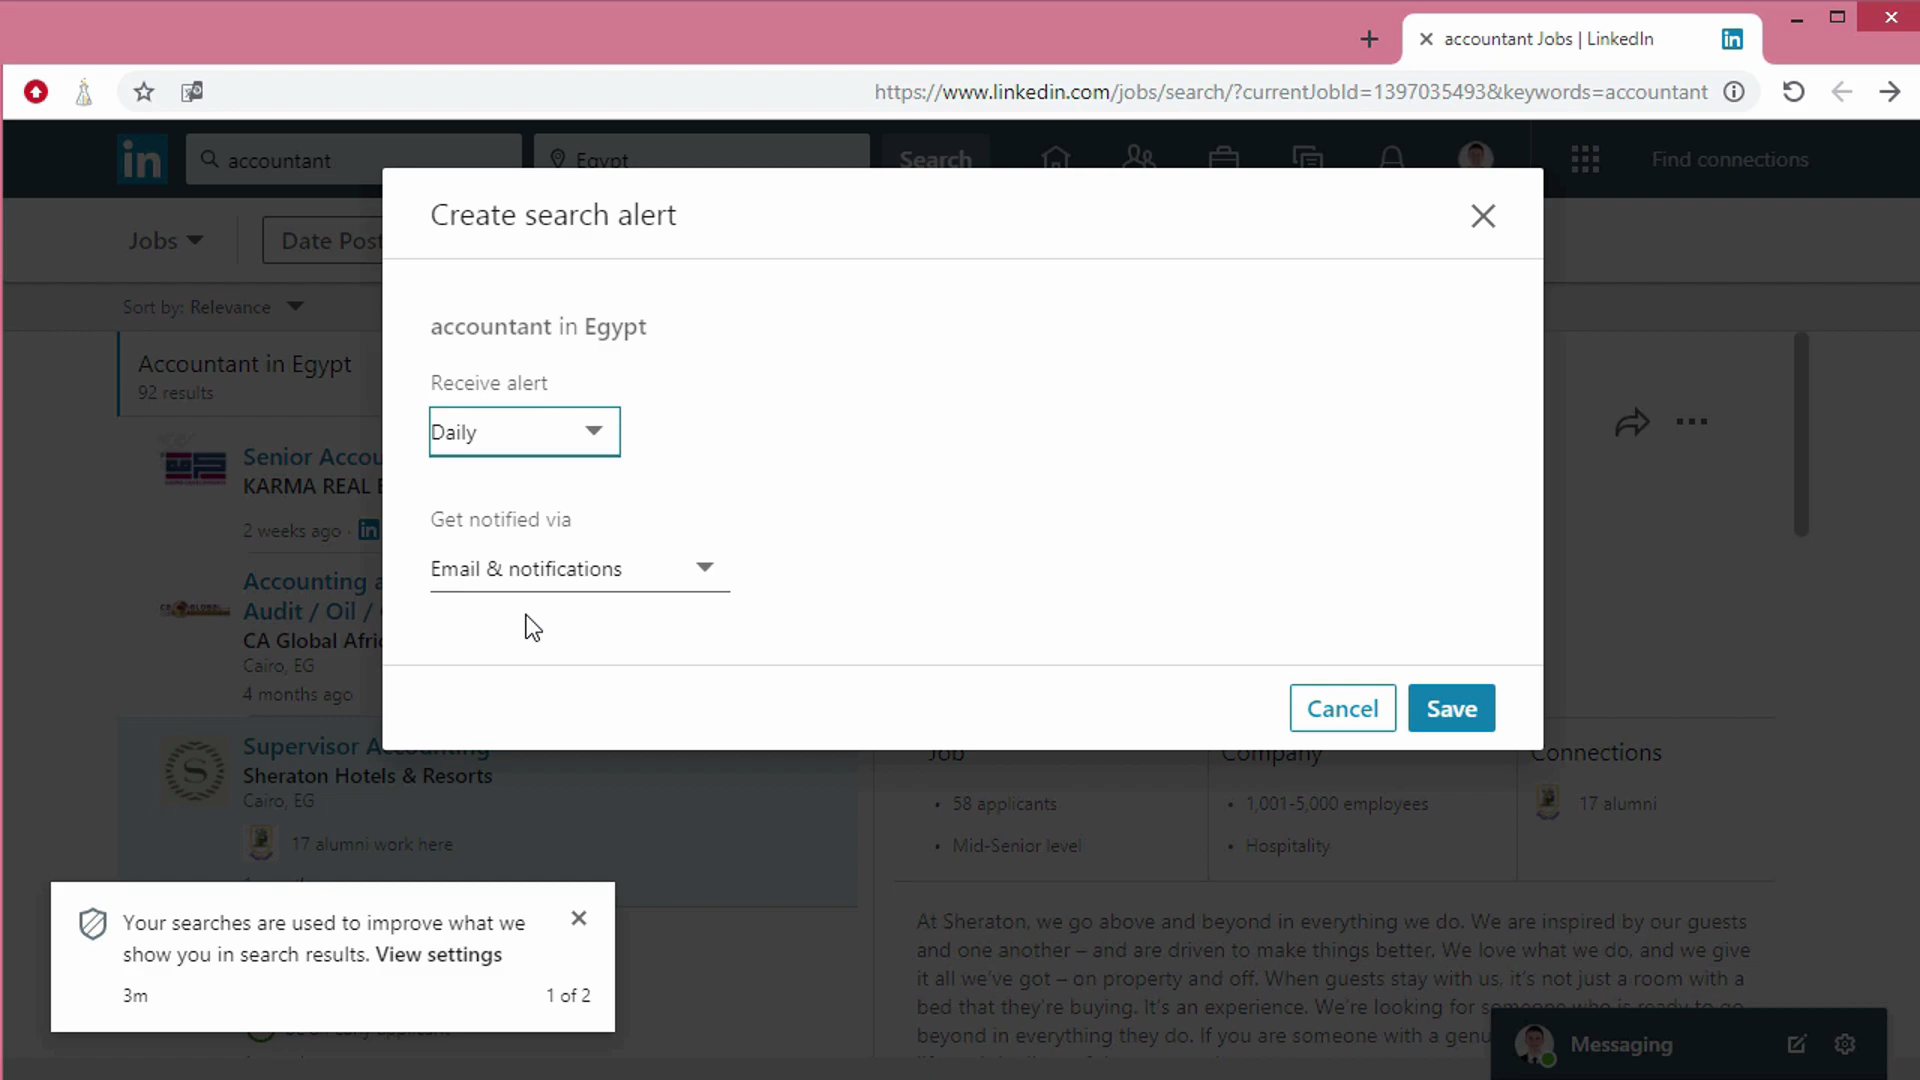 accountant Jobs | LinkedIn
https://www.linkedin.com/jobs/search/?currentJobId=1397035493&keywords=accountant
in
accountant
Egypt
Search
Find connections
Jobs
Date Post
Create search alert
Sort by: Relevance
accountant in Egypt
Accountant in Egypt
92 results
Receive alert
Daily
Senior Accou
KARMA REAL E
2 weeks ago ·
in
Get notified via
Email & notifications
Accounting a
Audit / Oil /
CA Global Afri
Cairo, EG
4 months ago
Cancel
Save
Supervisor Accounting
Sheraton Hotels & Resorts
Cairo, EG
17 alumni work here
Job
Company
Connections
• 58 applicants
• 1,001-5,000 employees
17 alumni
• Mid-Senior level
• Hospitality
Your searches are used to improve what we
show you in search results. View settings
3m
1 of 2
At Sheraton, we go above and beyond in everything we do. We are inspired by our guests
and one another – and are driven to make things better. We love what we do, and we give
it all we've got – on property and off. When guests stay with us, it's not just a room with a
bed that they're buying. It's an experience. We're looking for someone who is ready to go
beyond in everything they do. If you are someone with a genu
Messaging